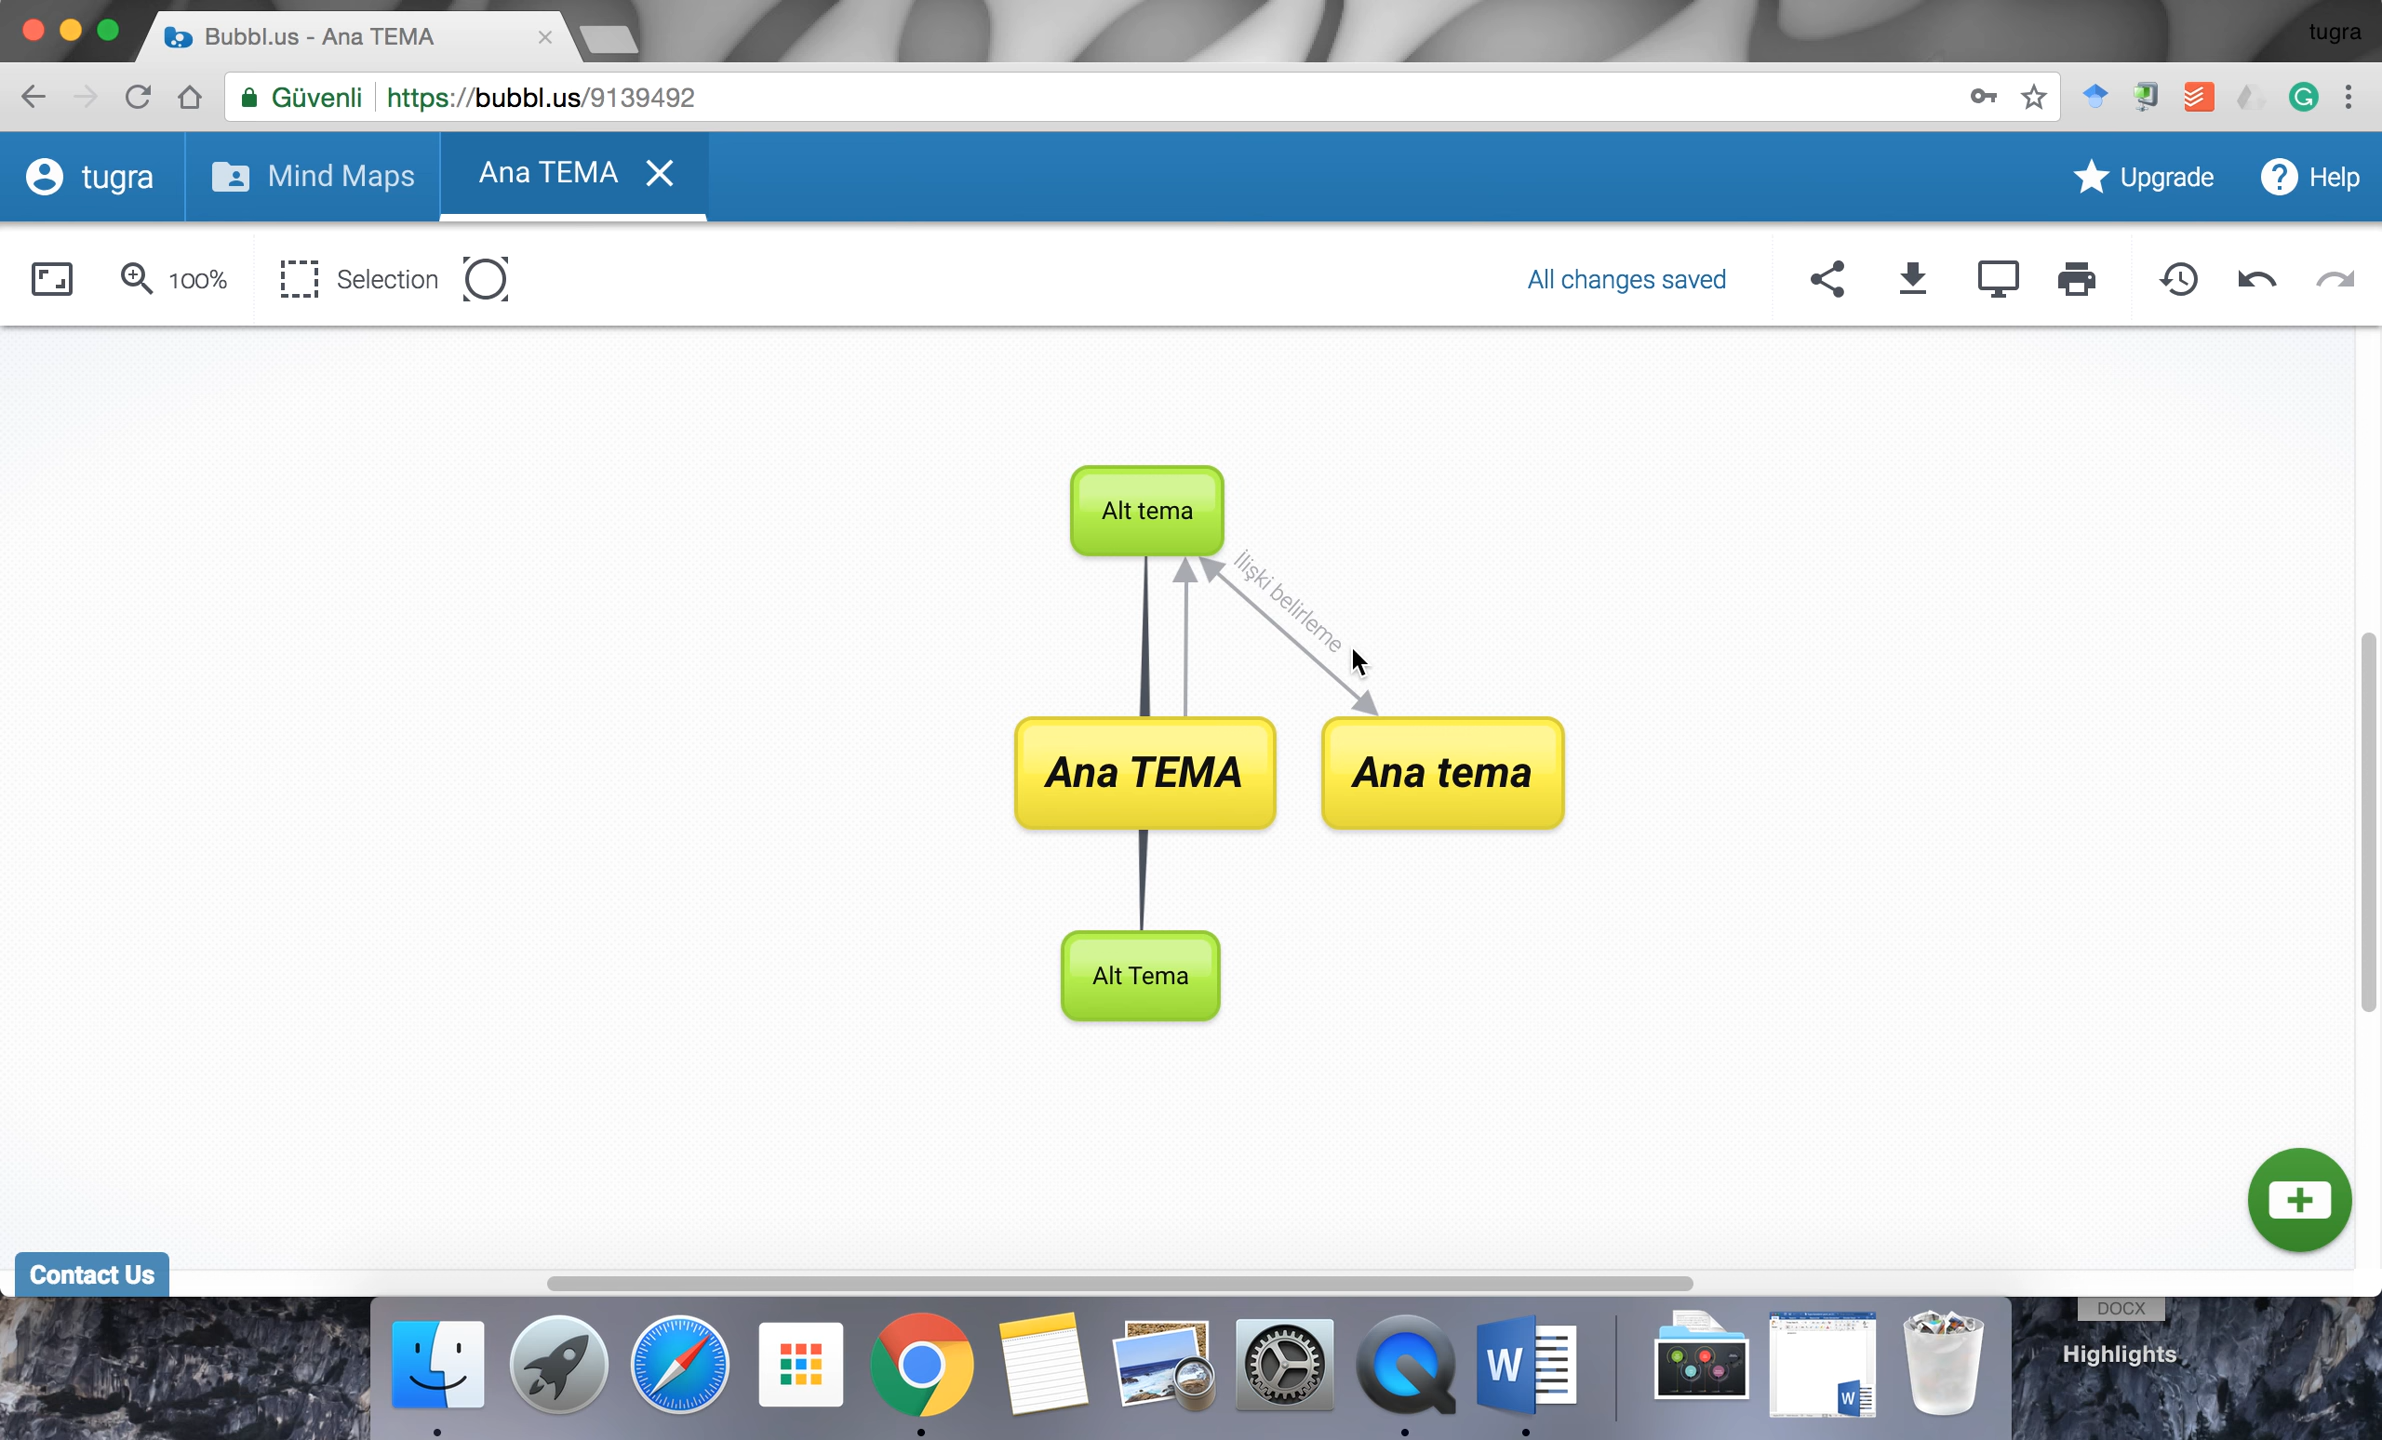 Bubbl.us - Ana TEMA
tugra
Güvenli
https://bubbl.us/9139492
tugra
Mind Maps
Ana TEMA
Upgrade
Help
100%
Selection
All changes saved
Alt tema
İlişki belirleme
Ana TEMA
Ana tema
Alt Tema
Contact Us
DOCX
Highlights